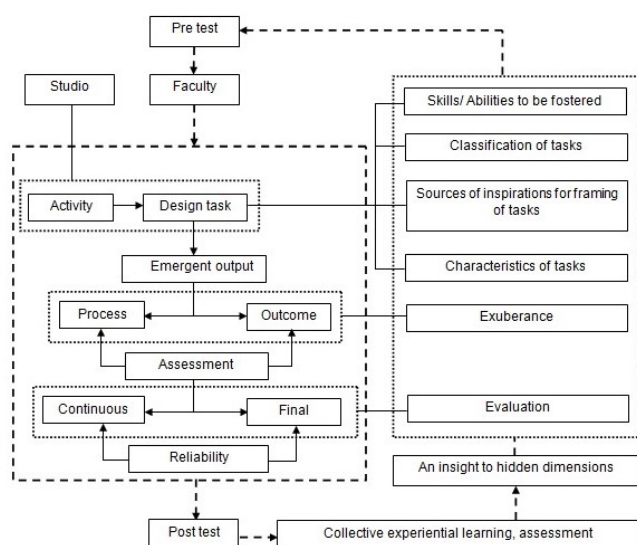 Pre test
Studio
Faculty
Skills/ Abilities to be fostered
Classification of tasks
Activity
Design task
Sources of inspirations for framing
of tasks
Emergent output
Characteristics of tasks
Process
Outcome
Exuberance
Assessment
Continuous
Final
Evaluation
Reliability
An insight to hidden dimensions
Post test
Collective experiential learning, assessment